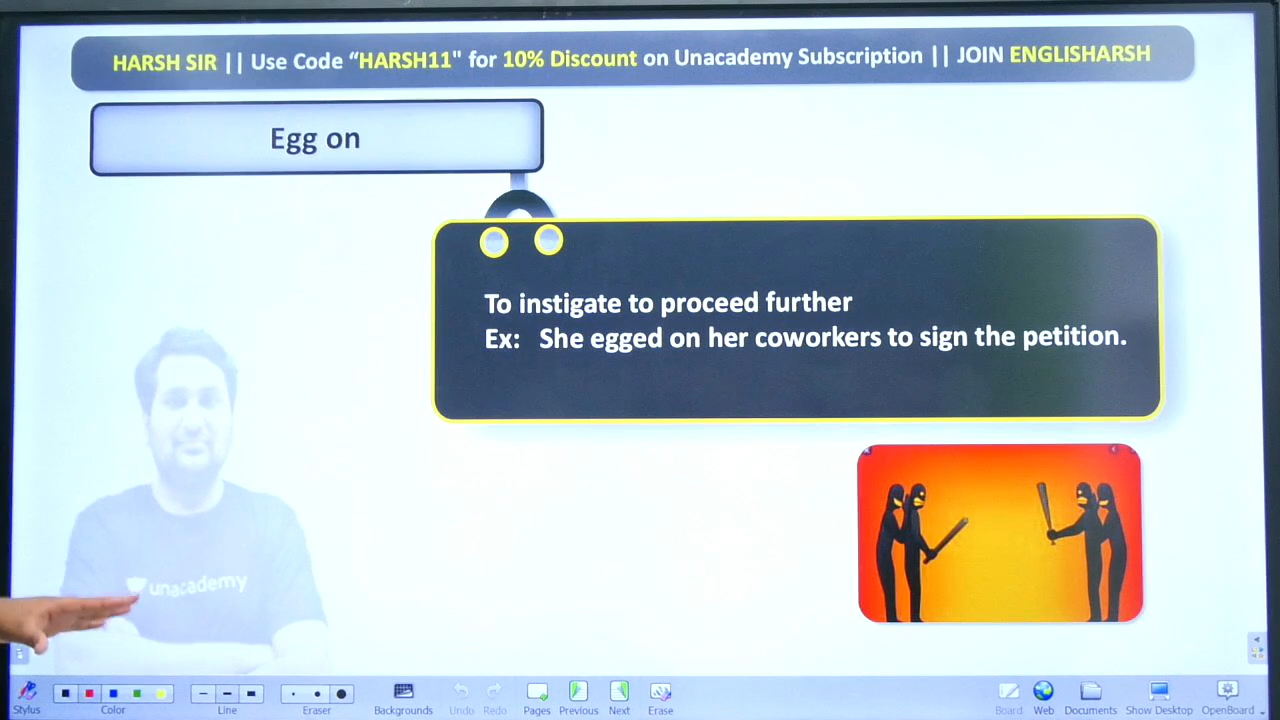 HARSH SIR || Use Code “HARSH11" for 10% Discount on Unacademy Subscription || JOIN ENGLISHARSH
Egg on
To instigate to proceed further
Ex: She egged on her coworkers to sign the petition.
unacademy
Stylus
Color
Line
Eraser
Backgrounds
Undo
Redo
Pages
Previous
Next
Erase
Board
Web
Documents
Show Desktop
OpenBoard